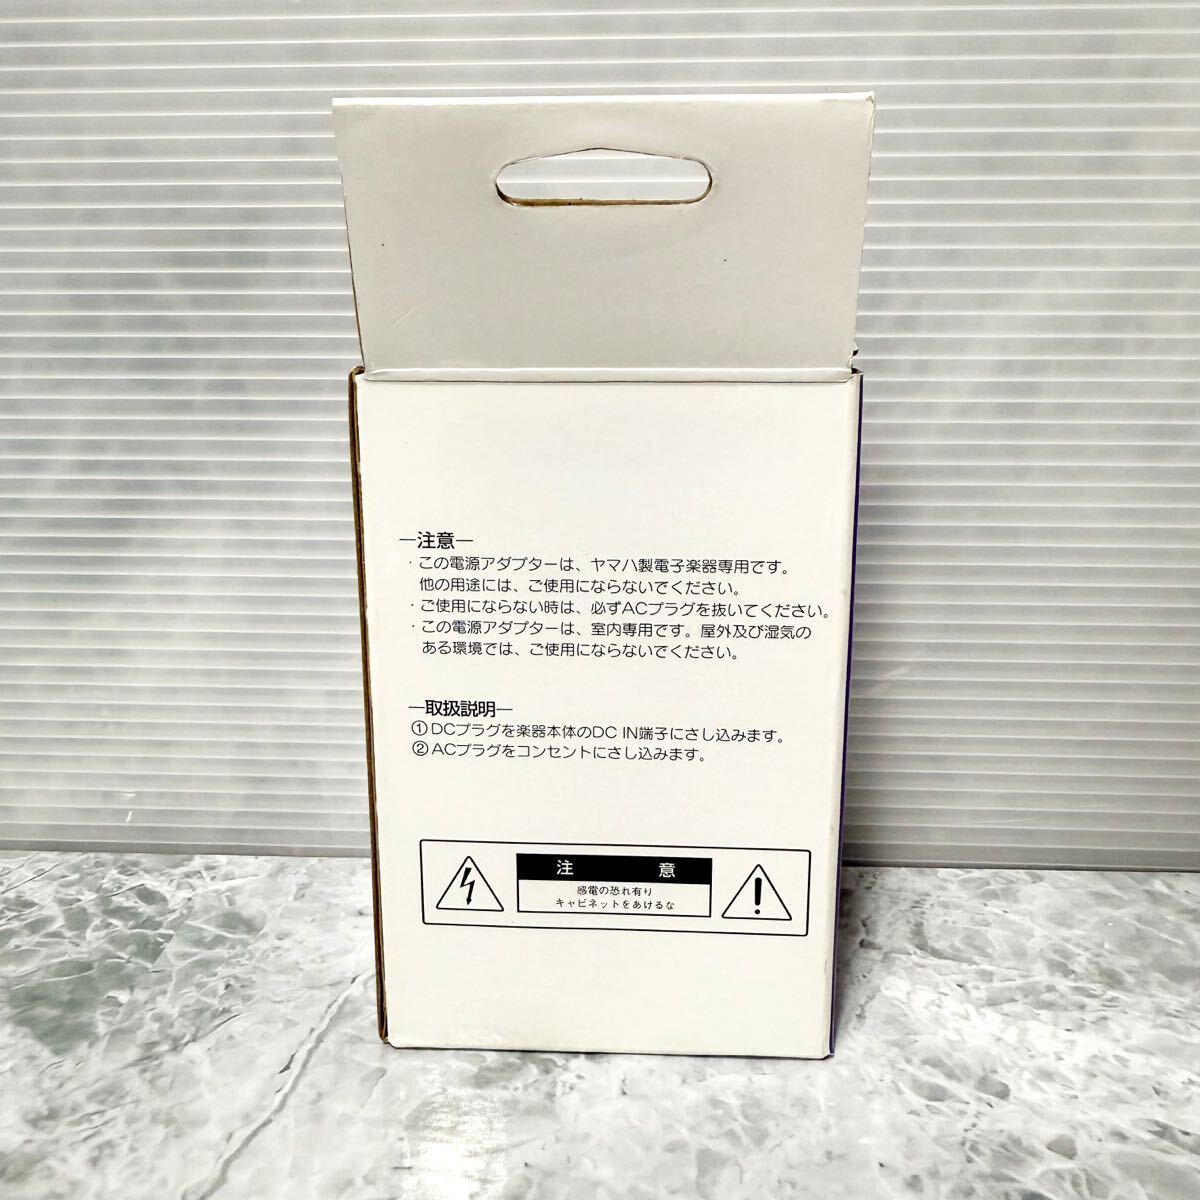 ―注意―
・この電源アダプターは、ヤマハ製電子楽器専用です。
他の用途には、ご使用にならないでください。
・ご使用にならない時は、必ずACプラグを抜いてください。
・この電源アダプターは、室内専用です。屋外及び湿気の
ある環境では、ご使用にならないでください。
―取扱説明―
①DCプラグを楽器本体のDC IN端子にさし込みます。
②ACプラグをコンセントにさし込みます。
注 意
感電の恐れ有り
キャビネットをあけるな